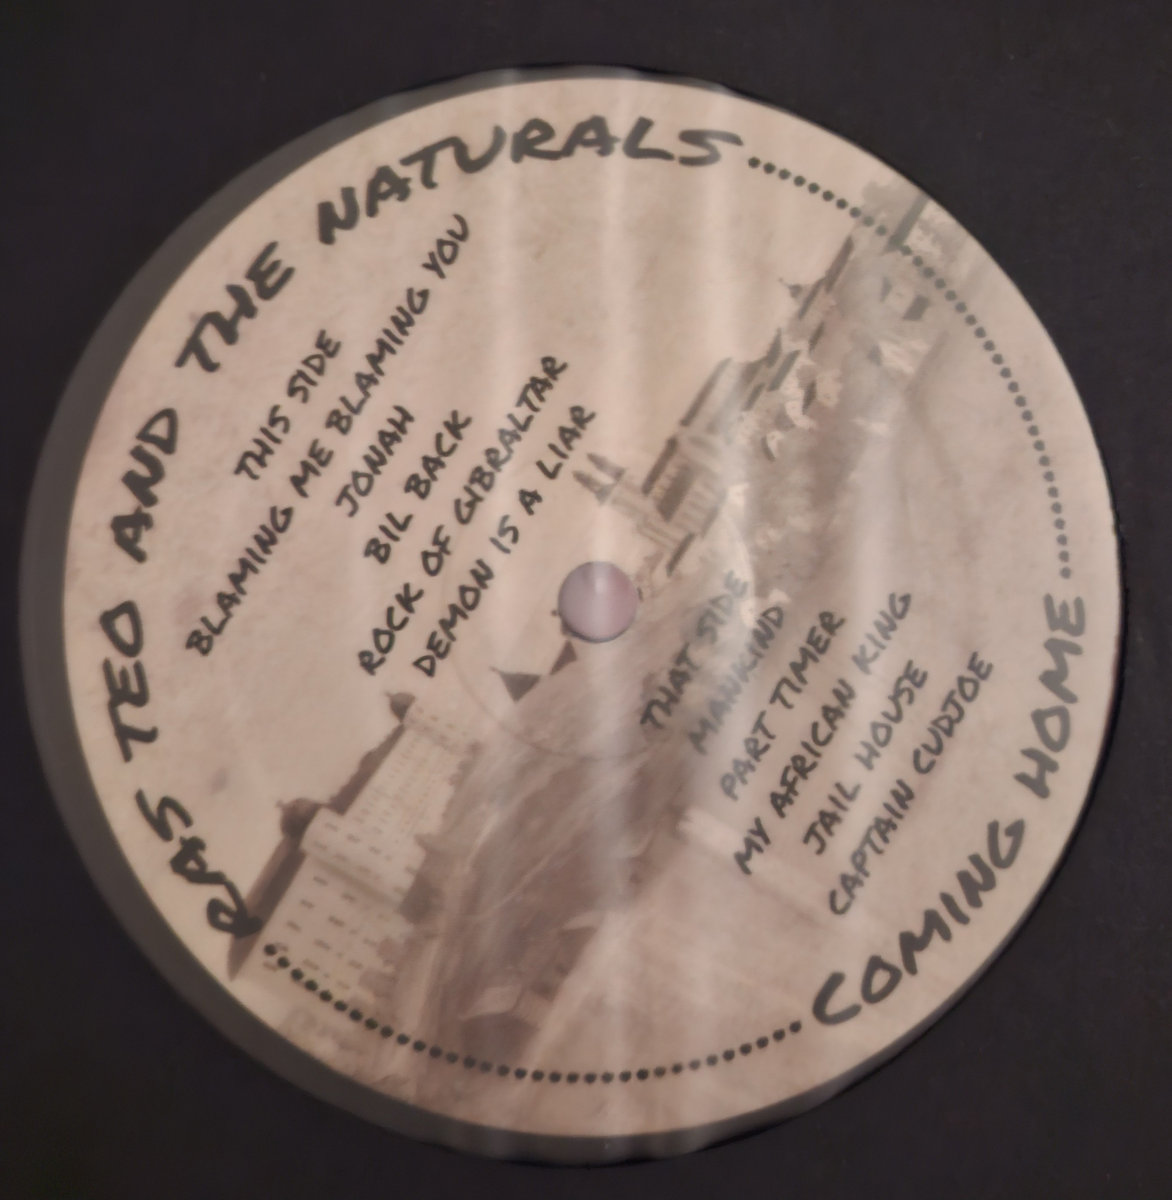 RAS TEO AND THE NATURALS
THIS SIDE
BLAMING ME BLAMING YOU
JONAH
BIL BACK
ROCK OF GIBRALTAR
DEMON IS A LIAR
THAT SIDE
MANKIND
PART TIMER
MY AFRICAN KING
JAIL HOUSE
CAPTAIN CUDJOE
COMING HOME